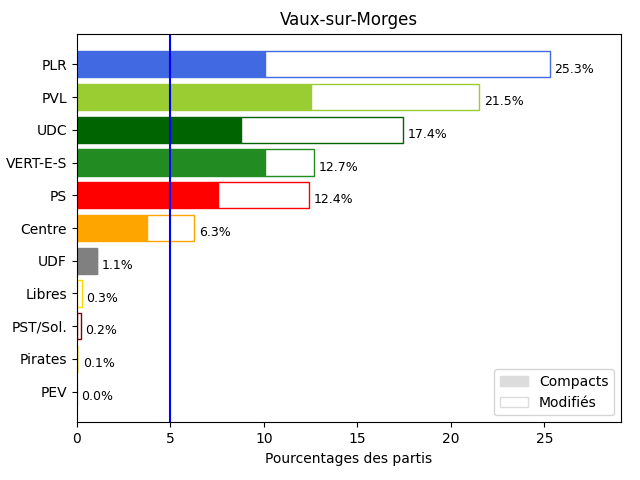 Vaux-sur-Morges
PLR 25.3%
PVL 21.5%
UDC 17.4%
VERT-E-S 12.7%
PS 12.4%
Centre 6.3%
UDF 1.1%
Libres 0.3%
PST/Sol. 0.2%
Pirates 0.1%
PEV 0.0%
Compacts
Modifiés
0 5 10 15 20 25
Pourcentages des partis